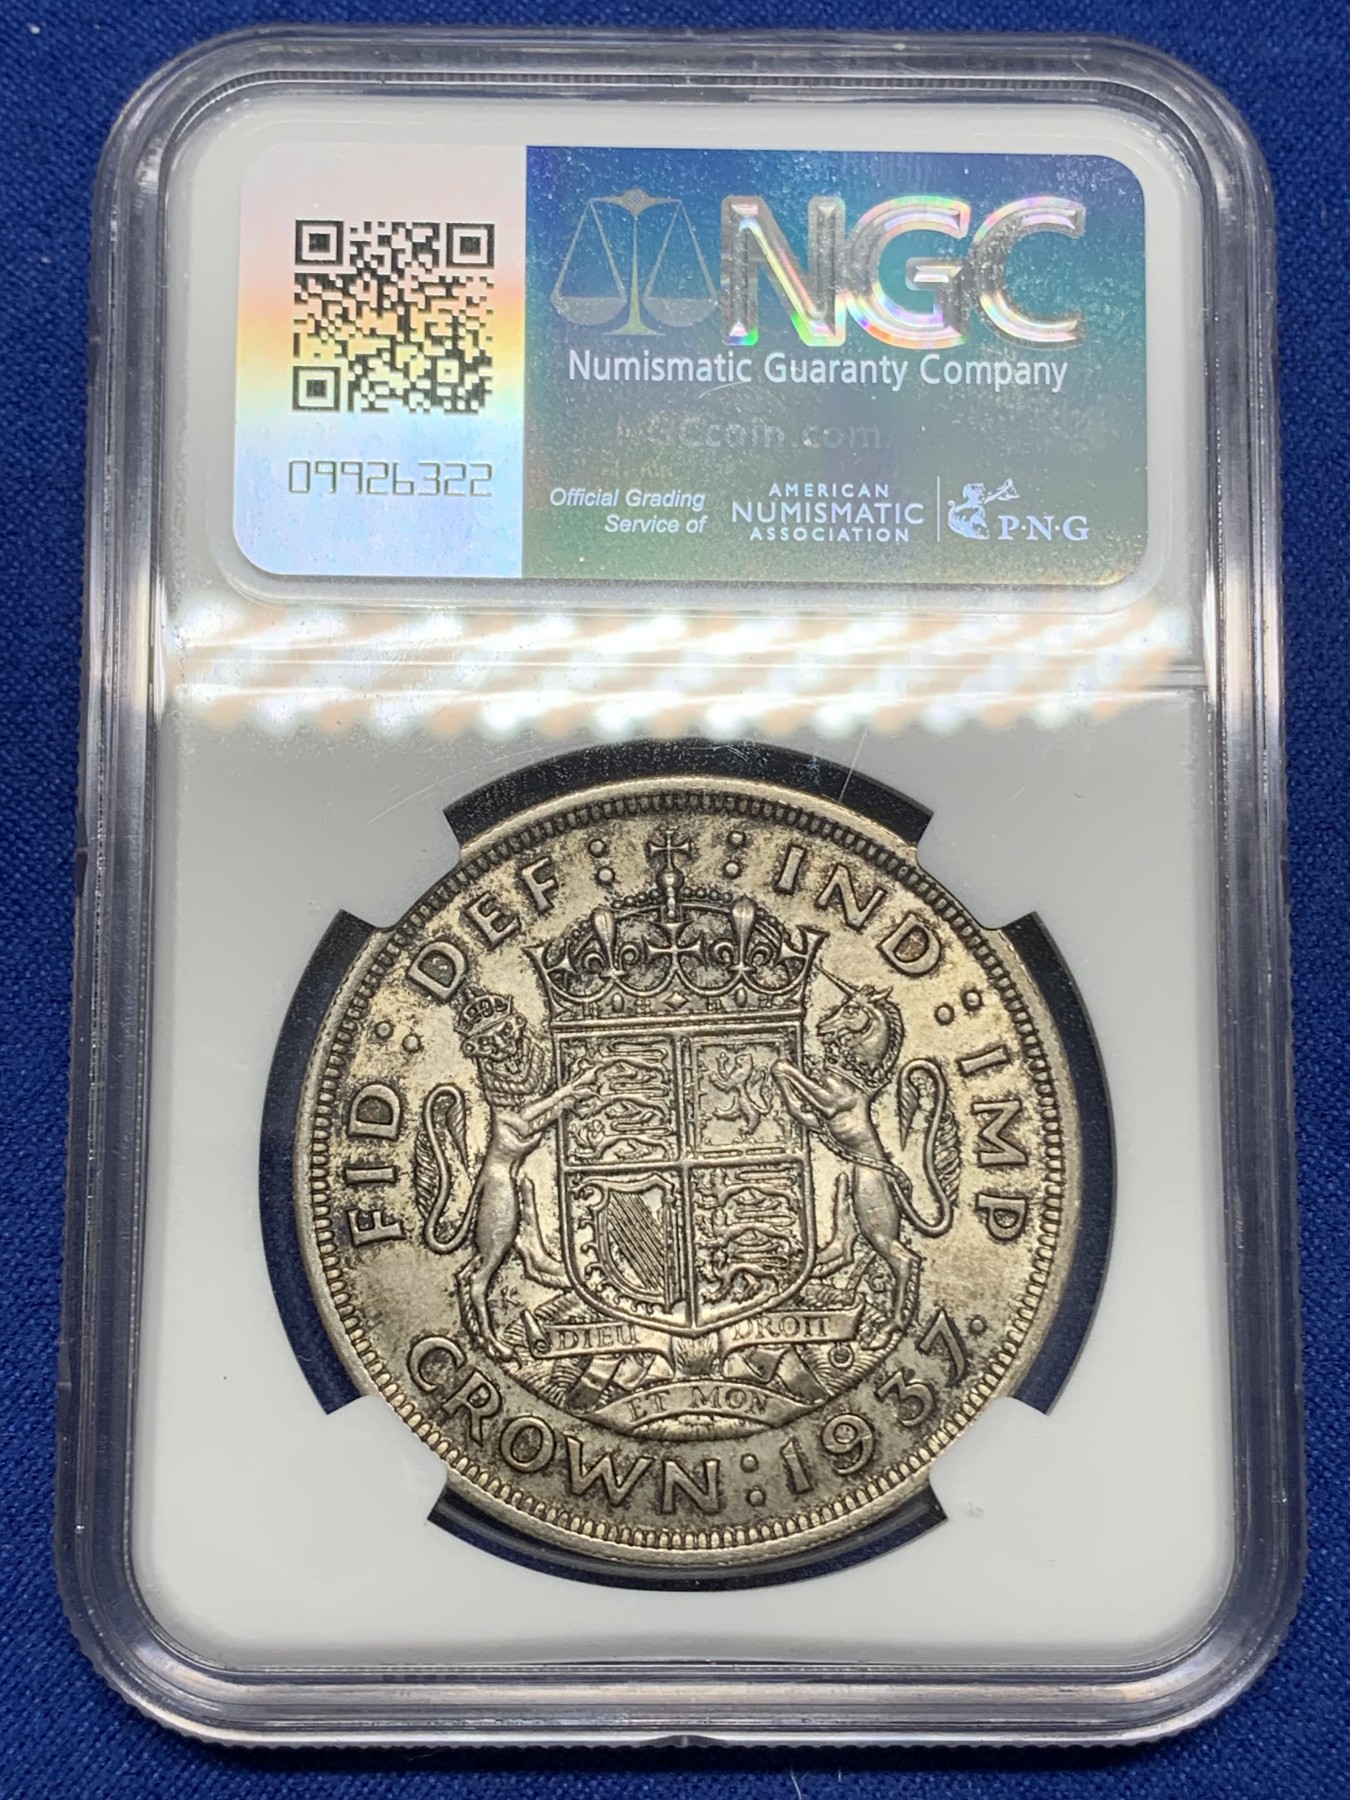 NGC
Numismatic Guaranty Company
09926322
Official Grading
Service of
AMERICAN
NUMISMATIC
ASSOCIATION
P·N·G
FID : DEF : IND : IMP
DIEU DROIT
ET MON
CROWN : 1937.